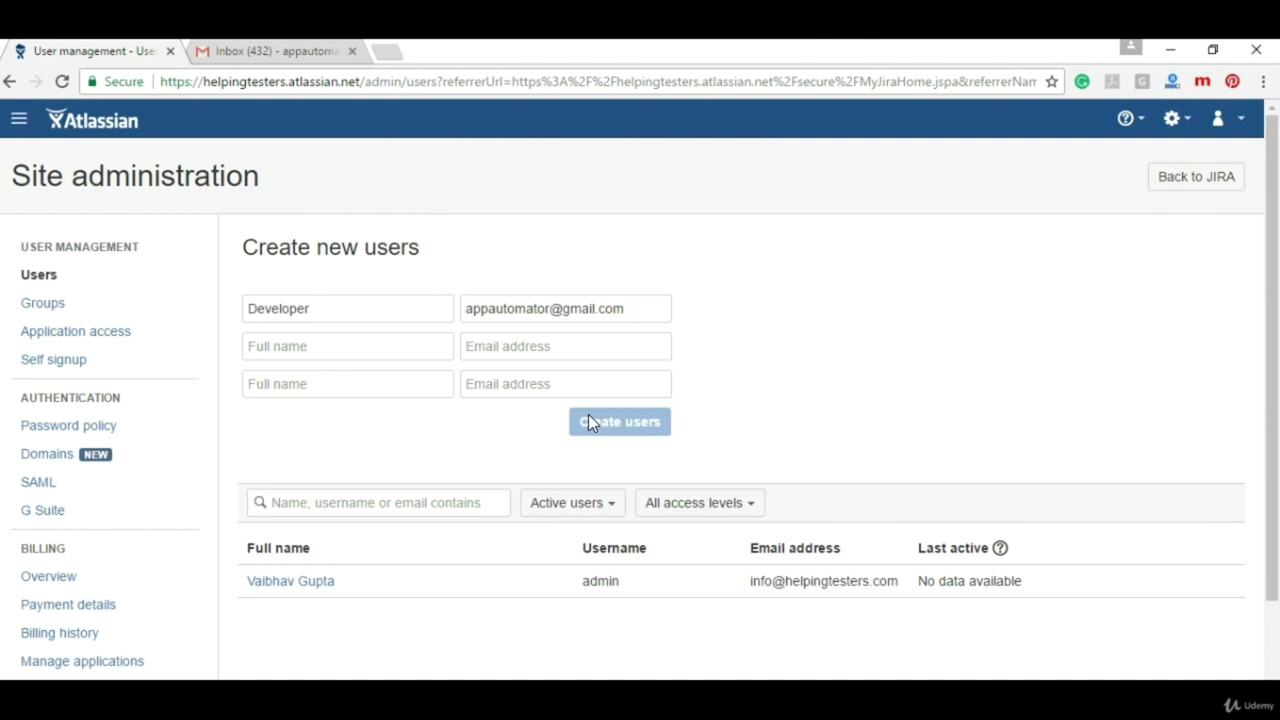 User management - Use
Inbox (432) - appautoma
Secure
https://helpingtesters.atlassian.net/admin/users?referrerUrl=https%3A%2F%2Fhelpingtesters.atlassian.net%2Fsecure%2FMyJiraHome.jspa&referrerNam
Atlassian
Site administration
Back to JIRA
USER MANAGEMENT
Users
Groups
Application access
Self signup
AUTHENTICATION
Password policy
Domains NEW
SAML
G Suite
BILLING
Overview
Payment details
Billing history
Manage applications
Create new users
Developer appautomator@gmail.com
Full name Email address
Full name Email address
Create users
Name, username or email contains Active users All access levels
Full name Username Email address Last active
Vaibhav Gupta admin info@helpingtesters.com No data available
Udemy